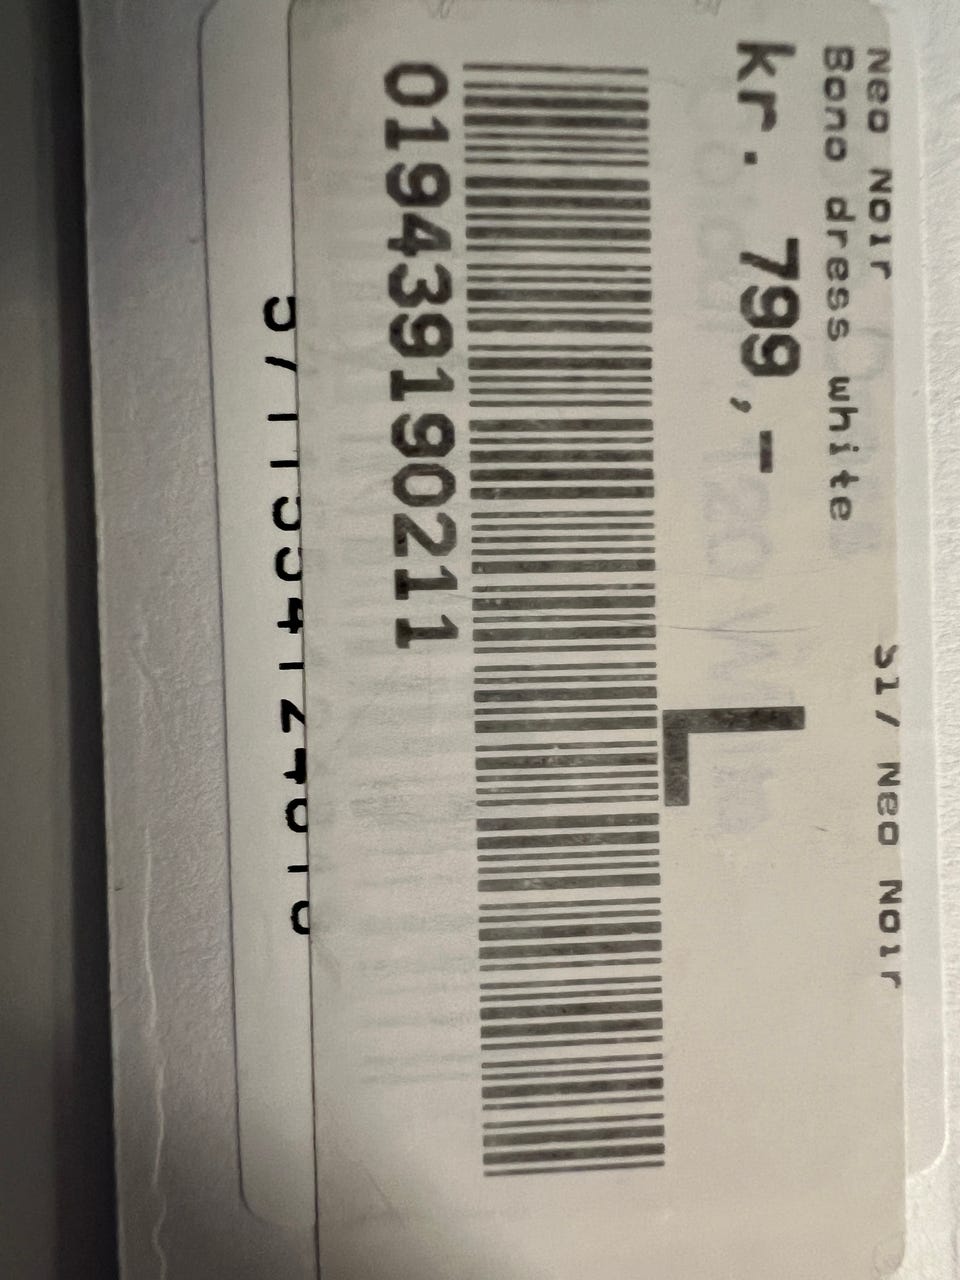 Neo Noir
51/ Neo Noir
Bono dress white
kr. 799,-
L
019439190211